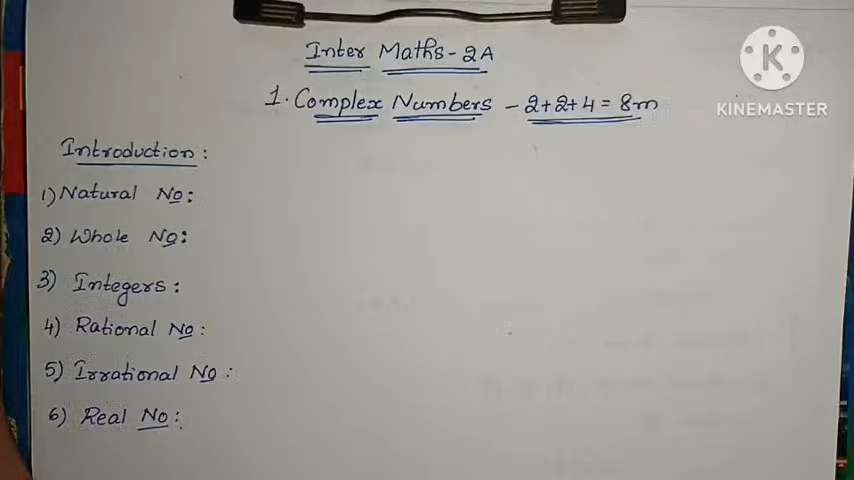 Inter Maths - 2A
1. Complex Numbers - 2+2+4 = 8m
K
KINEMASTER
Introduction :
1) Natural No :
2) Whole No :
3) Integers :
4) Rational No :
5) Irrational No :
6) Real No :